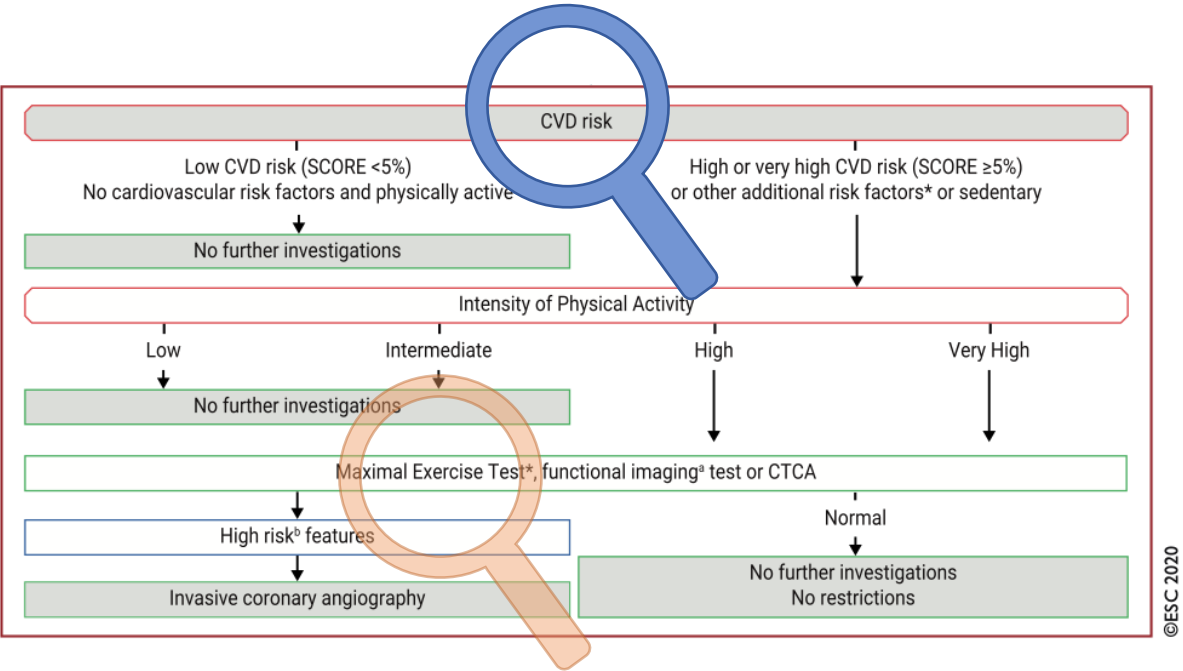 CVD risk
Low CVD risk (SCORE <5%)
No cardiovascular risk factors and physically active
High or very high CVD risk (SCORE ≥5%)
or other additional risk factors* or sedentary
No further investigations
Intensity of Physical Activity
Low
Intermediate
High
Very High
No further investigations
Maximal Exercise Test*, functional imagingᵃ test or CTCA
High riskᵇ features
Normal
Invasive coronary angiography
No further investigations
No restrictions
©ESC 2020